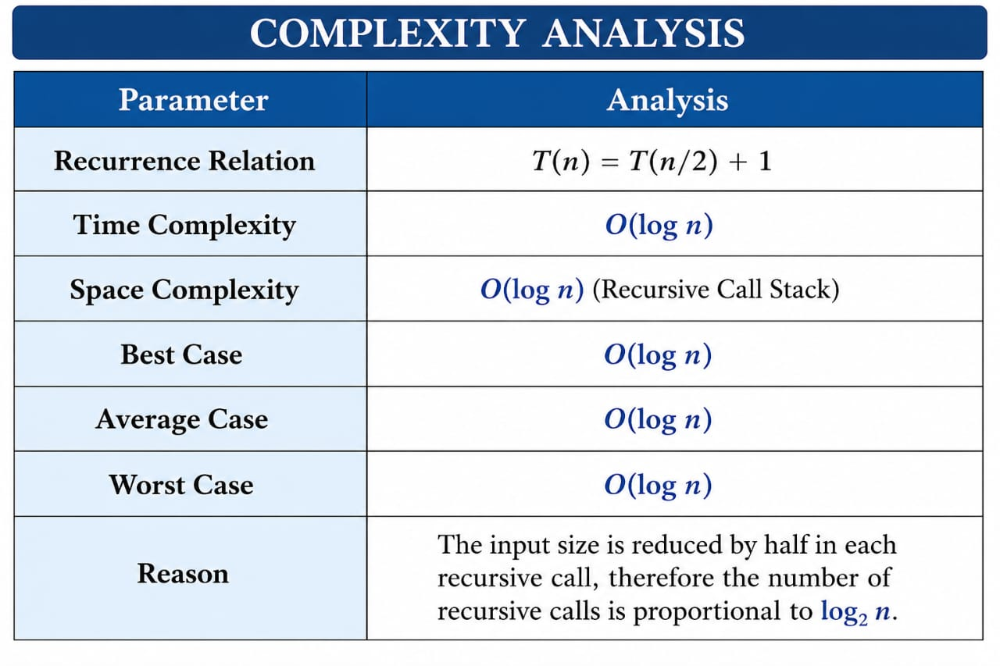 COMPLEXITY ANALYSIS
Parameter Analysis
Recurrence Relation T(n) = T(n/2) + 1
Time Complexity O(log n)
Space Complexity O(log n) (Recursive Call Stack)
Best Case O(log n)
Average Case O(log n)
Worst Case O(log n)
Reason
The input size is reduced by half in each
recursive call, therefore the number of
recursive calls is proportional to log₂ n.